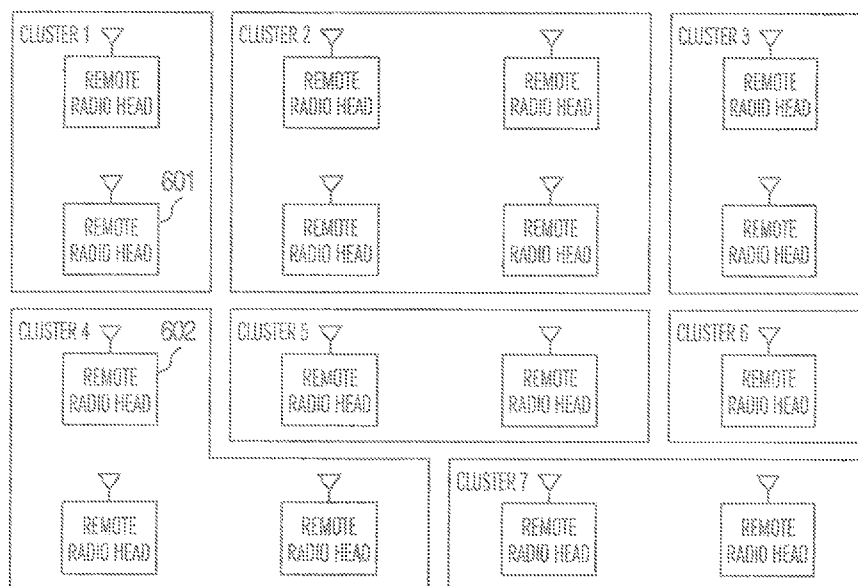 CLUSTER 1
REMOTE
RADIO HEAD
601
REMOTE
RADIO HEAD
CLUSTER 2
REMOTE
RADIO HEAD
REMOTE
RADIO HEAD
REMOTE
RADIO HEAD
REMOTE
RADIO HEAD
CLUSTER 3
REMOTE
RADIO HEAD
REMOTE
RADIO HEAD
CLUSTER 4
602
REMOTE
RADIO HEAD
REMOTE
RADIO HEAD
REMOTE
RADIO HEAD
CLUSTER 5
REMOTE
RADIO HEAD
REMOTE
RADIO HEAD
CLUSTER 6
REMOTE
RADIO HEAD
CLUSTER 7
REMOTE
RADIO HEAD
REMOTE
RADIO HEAD